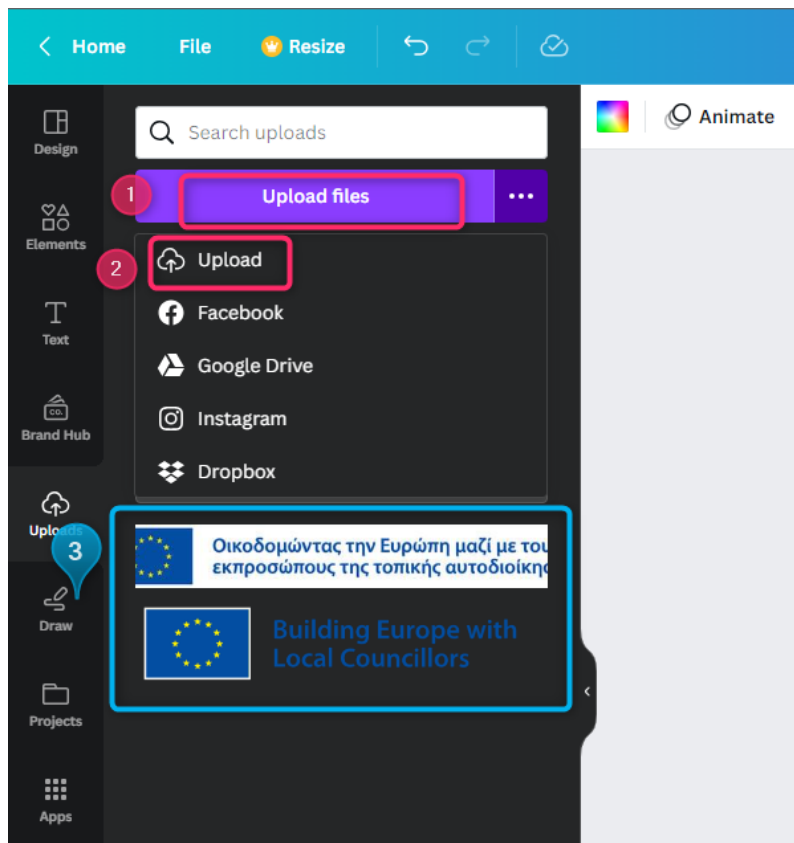 Home File Resize
Design
Search uploads
Animate
1 Upload files
Elements
2 Upload
Facebook
Text
Google Drive
CO.
Brand Hub
Instagram
Dropbox
Uploads
3
Οικοδομώντας την Ευρώπη μαζί με του
εκπροσώπους της τοπικής αυτοδιοίκησ
Draw
Building Europe with
Local Councillors
Projects
Apps